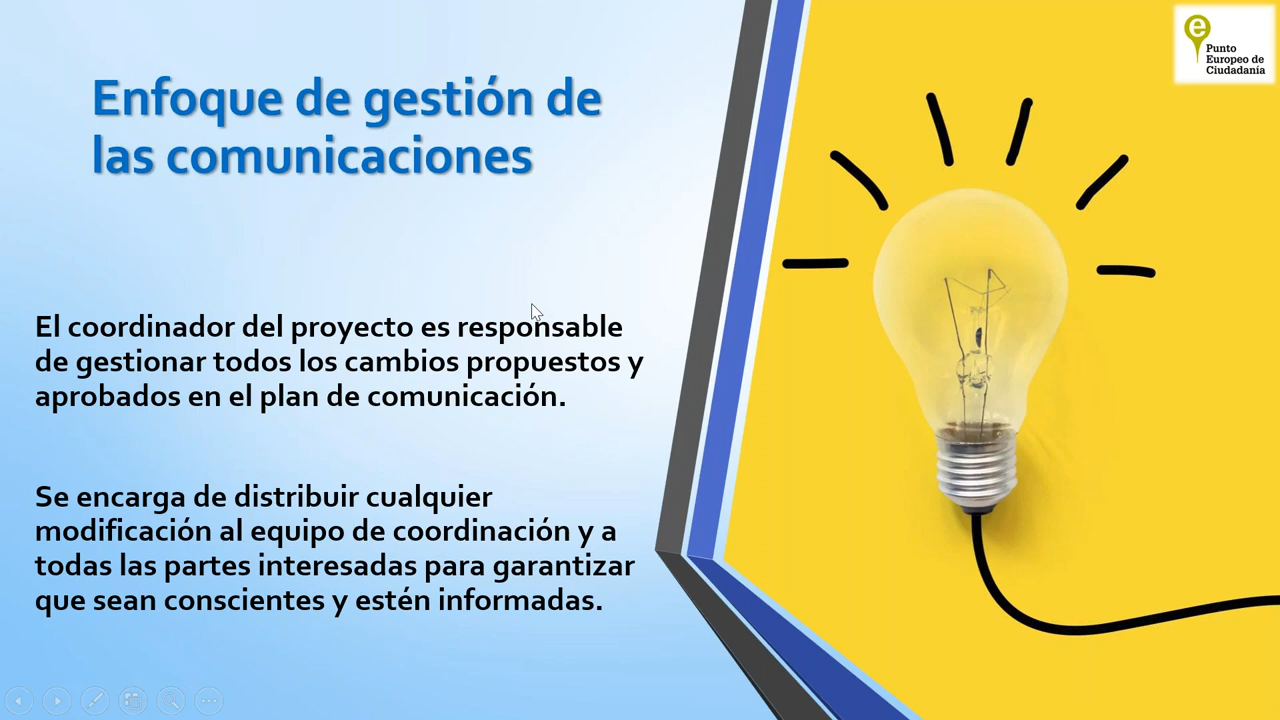 e
Punto
Europeo de
Ciudadanía
Enfoque de gestión de
las comunicaciones
El coordinador del proyecto es responsable
de gestionar todos los cambios propuestos y
aprobados en el plan de comunicación.
Se encarga de distribuir cualquier
modificación al equipo de coordinación y a
todas las partes interesadas para garantizar
que sean conscientes y estén informadas.